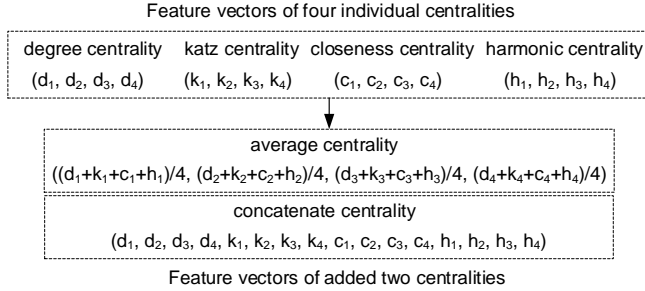 Feature vectors of four individual centralities
degree centrality katz centrality closeness centrality harmonic centrality
(d₁, d₂, d₃, d₄) (k₁, k₂, k₃, k₄) (c₁, c₂, c₃, c₄) (h₁, h₂, h₃, h₄)
average centrality
((d₁+k₁+c₁+h₁)/4, (d₂+k₂+c₂+h₂)/4, (d₃+k₃+c₃+h₃)/4, (d₄+k₄+c₄+h₄)/4)
concatenate centrality
(d₁, d₂, d₃, d₄, k₁, k₂, k₃, k₄, c₁, c₂, c₃, c₄, h₁, h₂, h₃, h₄)
Feature vectors of added two centralities